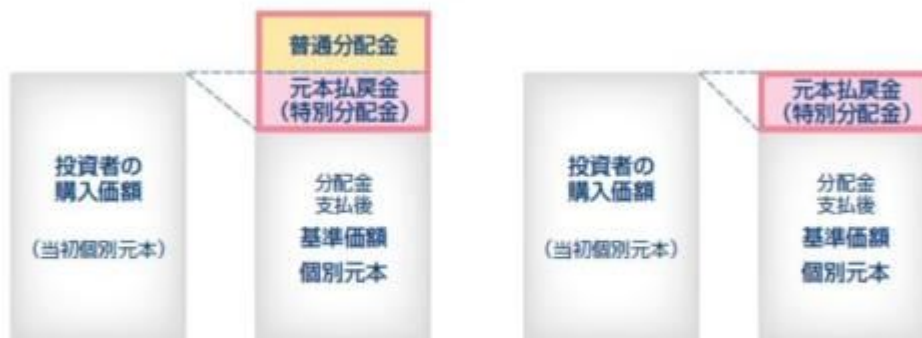 普通分配金
元本払戻金
（特別分配金）
投資者の
購入価額
（当初個別元本）
分配金
支払後
基準価額
個別元本
元本払戻金
（特別分配金）
投資者の
購入価額
（当初個別元本）
分配金
支払後
基準価額
個別元本